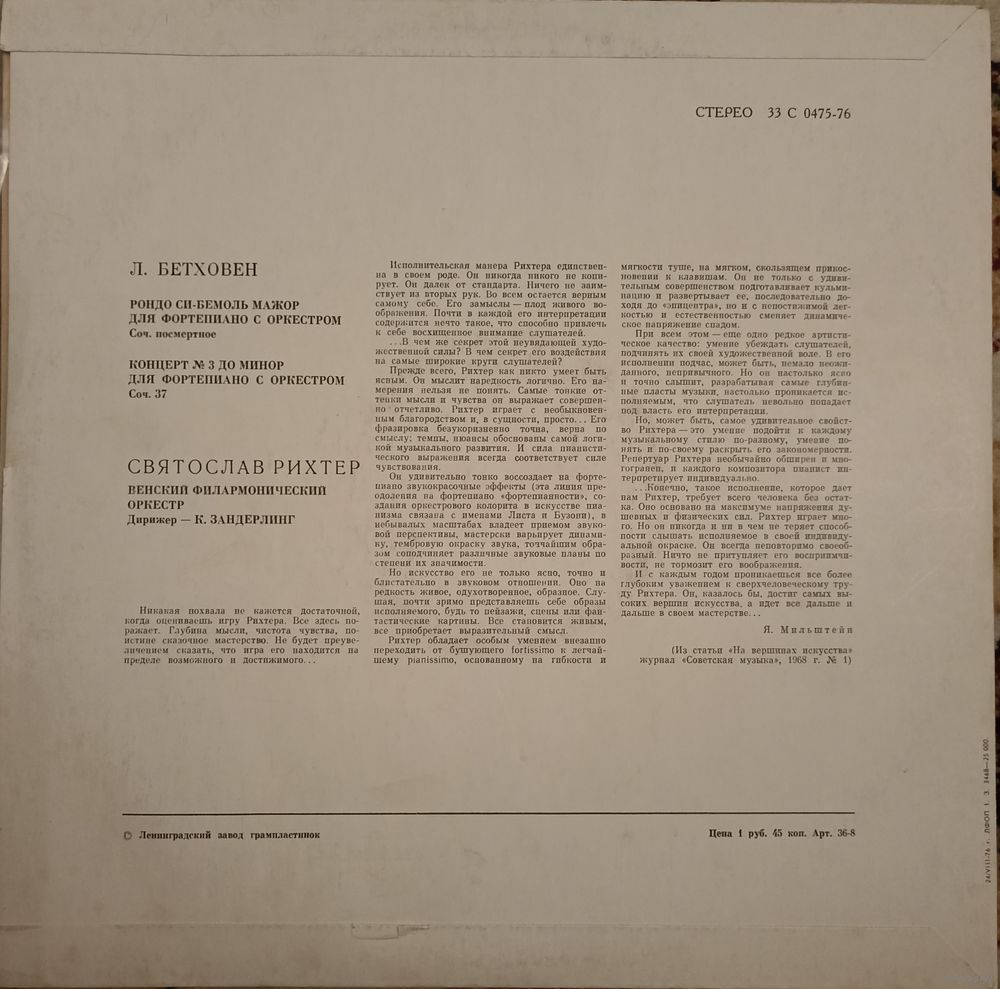 СТЕРЕО 33 С 0475-76
Л. БЕТХОВЕН
РОНДО СИ-БЕМОЛЬ МАЖОР
ДЛЯ ФОРТЕПИАНО С ОРКЕСТРОМ
Соч. посмертное
КОНЦЕРТ № 3 ДО МИНОР
ДЛЯ ФОРТЕПИАНО С ОРКЕСТРОМ
Соч. 37
СВЯТОСЛАВ РИХТЕР
ВЕНСКИЙ ФИЛАРМОНИЧЕСКИЙ
ОРКЕСТР
Дирижер — К. ЗАНДЕРЛИНГ
Никакая похвала не кажется достаточной,
когда оцениваешь игру Рихтера. Все здесь по-
ражает. Глубина мысли, чистота чувства, по-
истине сказочное мастерство. Не будет преуве-
личением сказать, что игра его находится на
пределе возможного и достижимого...
Исполнительская манера Рихтера единствен-
на в своем роде. Он никогда никого не копи-
рует. Он далек от стандарта. Ничего не заим-
ствует из вторых рук. Во всем остается верным
самому себе. Его замыслы — плод живого во-
ображения. Почти в каждой его интерпретации
содержится нечто такое, что способно привлечь
к себе восхищенное внимание слушателей.
...В чем же секрет этой неувядающей худо-
жественной силы? В чем секрет его воздействия
на самые широкие круги слушателей?
Прежде всего, Рихтер как никто умеет быть
ясным. Он мыслит наредкость логично. Его на-
мерения нельзя не понять. Самые тонкие от-
тенки мысли и чувства он выражает совершен-
но отчетливо. Рихтер играет с необыкновен-
ным благородством и, в сущности, просто... Его
фразировка безукоризненно точна, верна по
смыслу; темпы, нюансы обоснованы самой логи-
кой музыкального развития. И сила пианисти-
ческого выражения всегда соответствует силе
чувствования.
Он удивительно тонко воссоздает на форте-
пиано звукокрасочные эффекты (эта линия пре-
одоления на фортепиано «фортепианности», со-
здания оркестрового колорита в искусстве пиа-
низма связана с именами Листа и Бузони), в
небывалых масштабах владеет приемом звуко-
вой перспективы, мастерски варьирует динами-
ку, тембровую окраску звука, точчайшим обра-
зом соподчиняет различные звуковые планы по
степени их значимости.
Но искусство его не только ясно, точно и
блистательно в звуковом отношении. Оно на
редкость живое, одухотворенное, образное. Слу-
шая, почти зримо представляешь себе образы
исполняемого, будь то пейзажи, сцены или фан-
тастические картины. Все становится живым,
все приобретает выразительный смысл.
Рихтер обладает особым умением внезапно
переходить от бушующего fortissimo к легчай-
шему pianissimo, основанному на гибкости и
мягкости туше, на мягком, скользящем прикос-
новении к клавишам. Он не только с удиви-
тельным совершенством подготавливает кульми-
нацию и развертывает ее, последовательно до-
ходя до «эпицентра», но и с непостижимой лег-
костью и естественностью сменяет динамиче-
ское напряжение спадом.
При всем этом — еще одно редкое артисти-
ческое качество: умение убеждать слушателей,
подчинять их своей художественной воле. В его
исполнении подчас, может быть, немало неожи-
данного, непривычного. Но он настолько ясно
и точно слышит, разрабатывая самые глубин-
ные пласты музыки, настолько проникается ис-
полняемым, что слушатель невольно попадает
под власть его интерпретации.
Но, может быть, самое удивительное свойст-
во Рихтера — это умение подойти к каждому
музыкальному стилю по-разному, умение по-
нять и по-своему раскрыть его закономерности.
Репертуар Рихтера необычайно обширен и мно-
гогранен, и каждого композитора пианист ин-
терпретирует индивидуально.
...Конечно, такое исполнение, которое дает
нам Рихтер, требует всего человека без остат-
ка. Оно основано на максимуме напряжения ду-
шевных и физических сил. Рихтер играет мно-
го. Но он никогда и ни в чем не теряет способ-
ности слышать исполняемое в своей индивиду-
альной окраске. Он всегда неповторимо своеоб-
разный. Ничто не притупляет его восприимчи-
вости, не тормозит его воображения.
И с каждым годом проникаешься все более
глубоким уважением к сверхчеловеческому тру-
ду Рихтера. Он, казалось бы, достиг самых вы-
соких вершин искусства, а идет все дальше и
дальше в своем мастерстве...
Я. Мильштейн
(Из статьи «На вершинах искусства»
журнал «Советская музыка», 1968 г. № 1)
© Ленинградский завод грампластинок
Цена 1 руб. 45 коп. Арт. 36-8
24/VIII-76 г. ЛФОП 1. З. 3448—25 000.